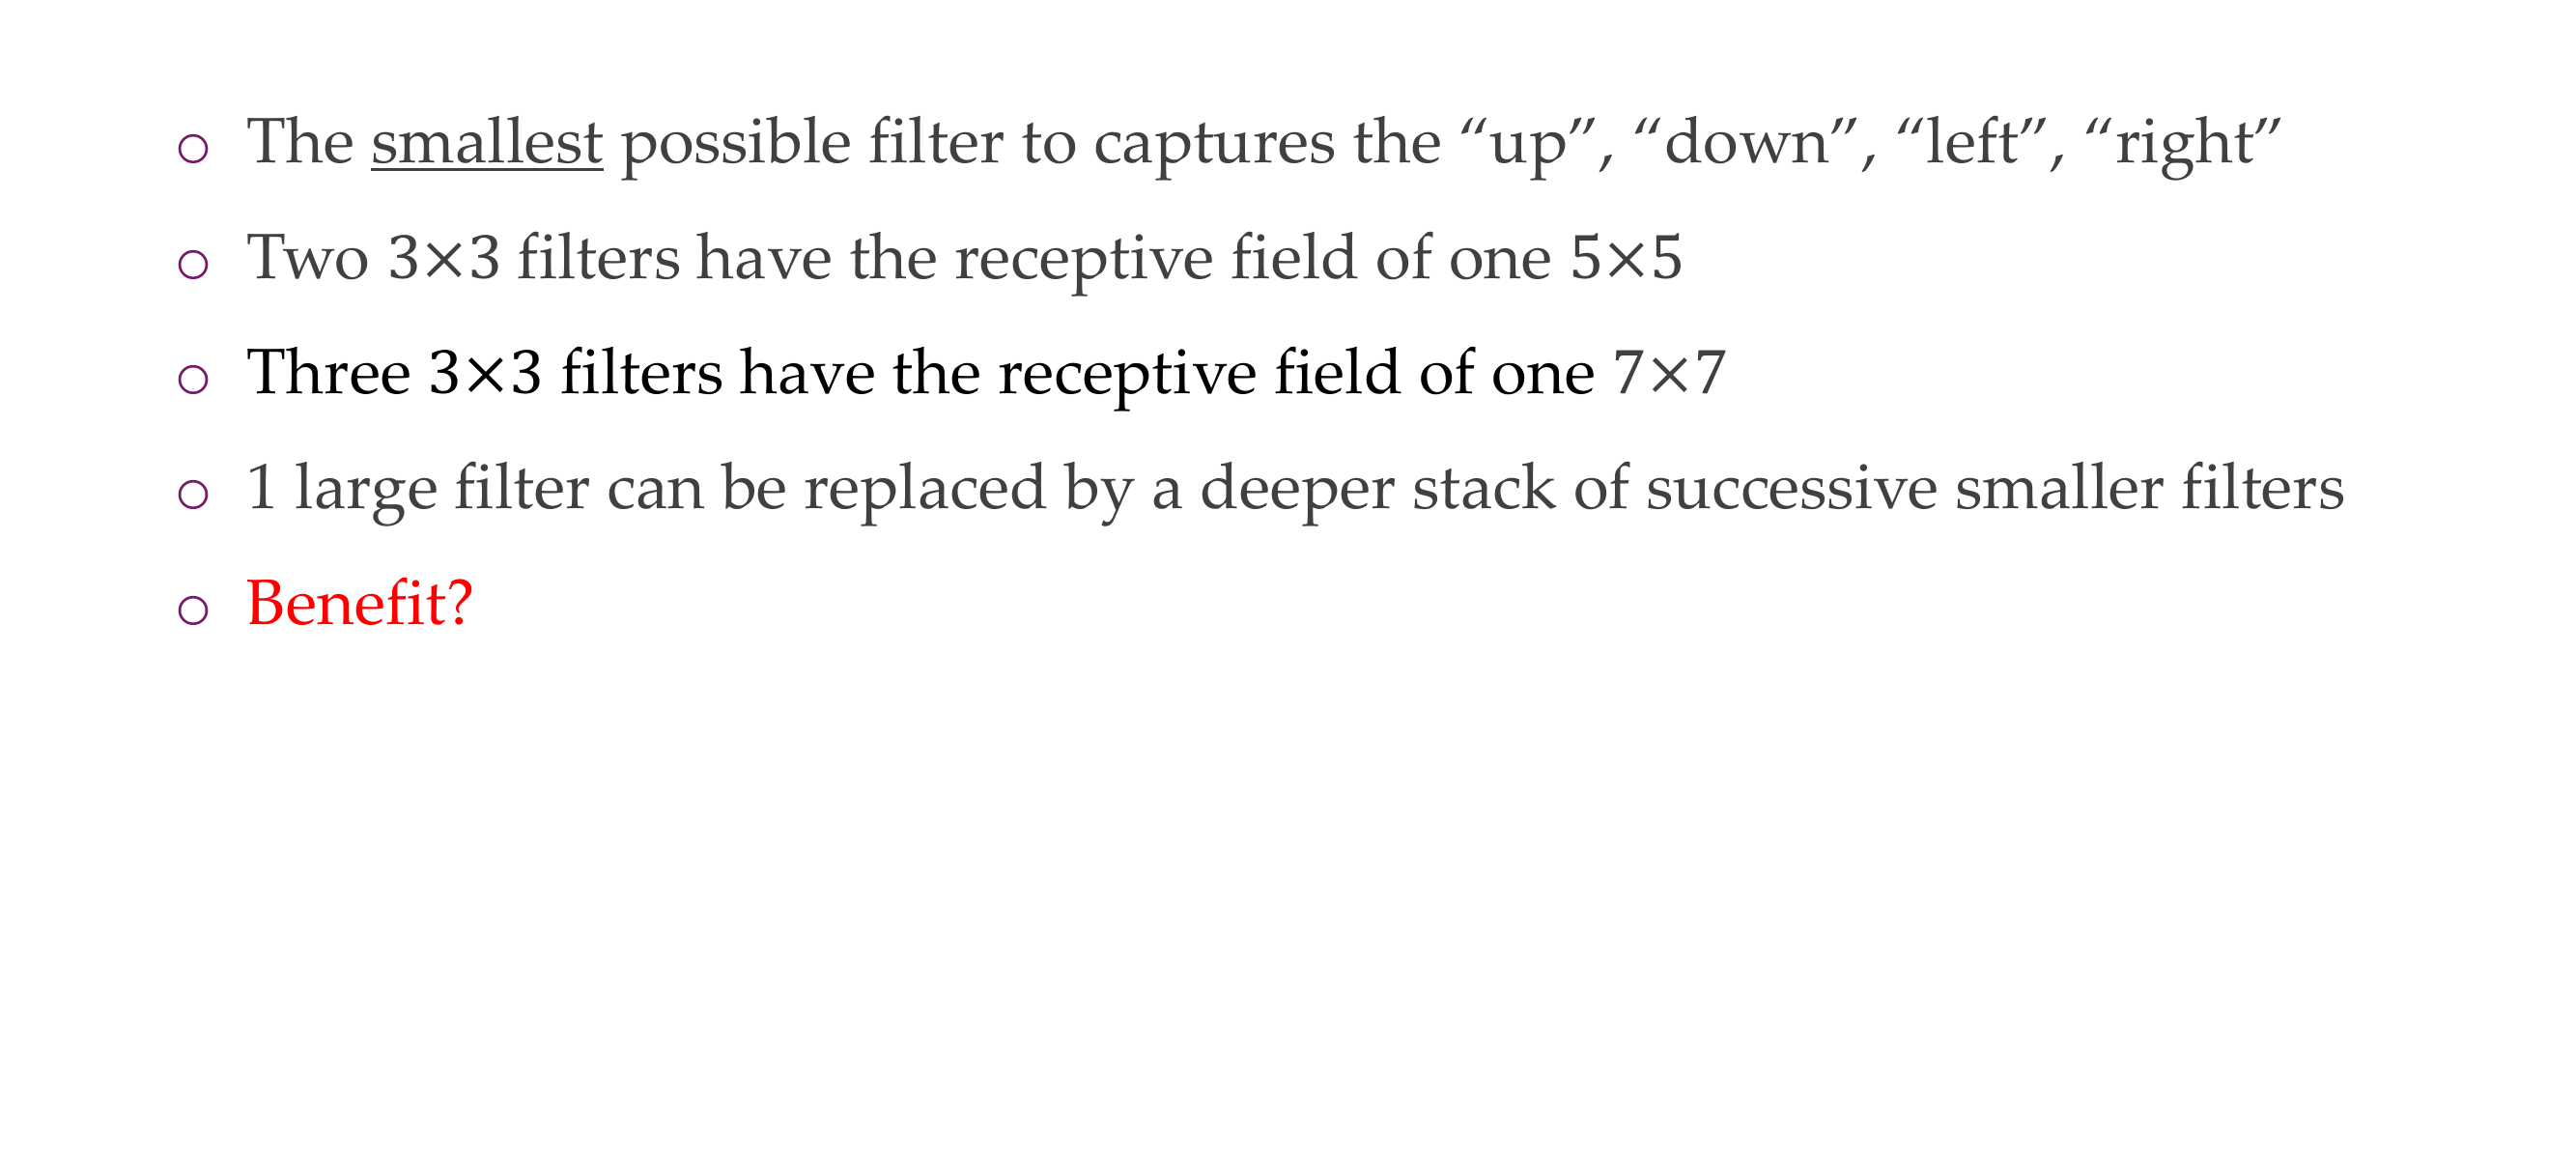 ○ The smallest possible filter to captures the “up”, “down”, “left”, “right”
○ Two 3×3 filters have the receptive field of one 5×5
○ Three 3×3 filters have the receptive field of one 7×7
○ 1 large filter can be replaced by a deeper stack of successive smaller filters
○ Benefit?